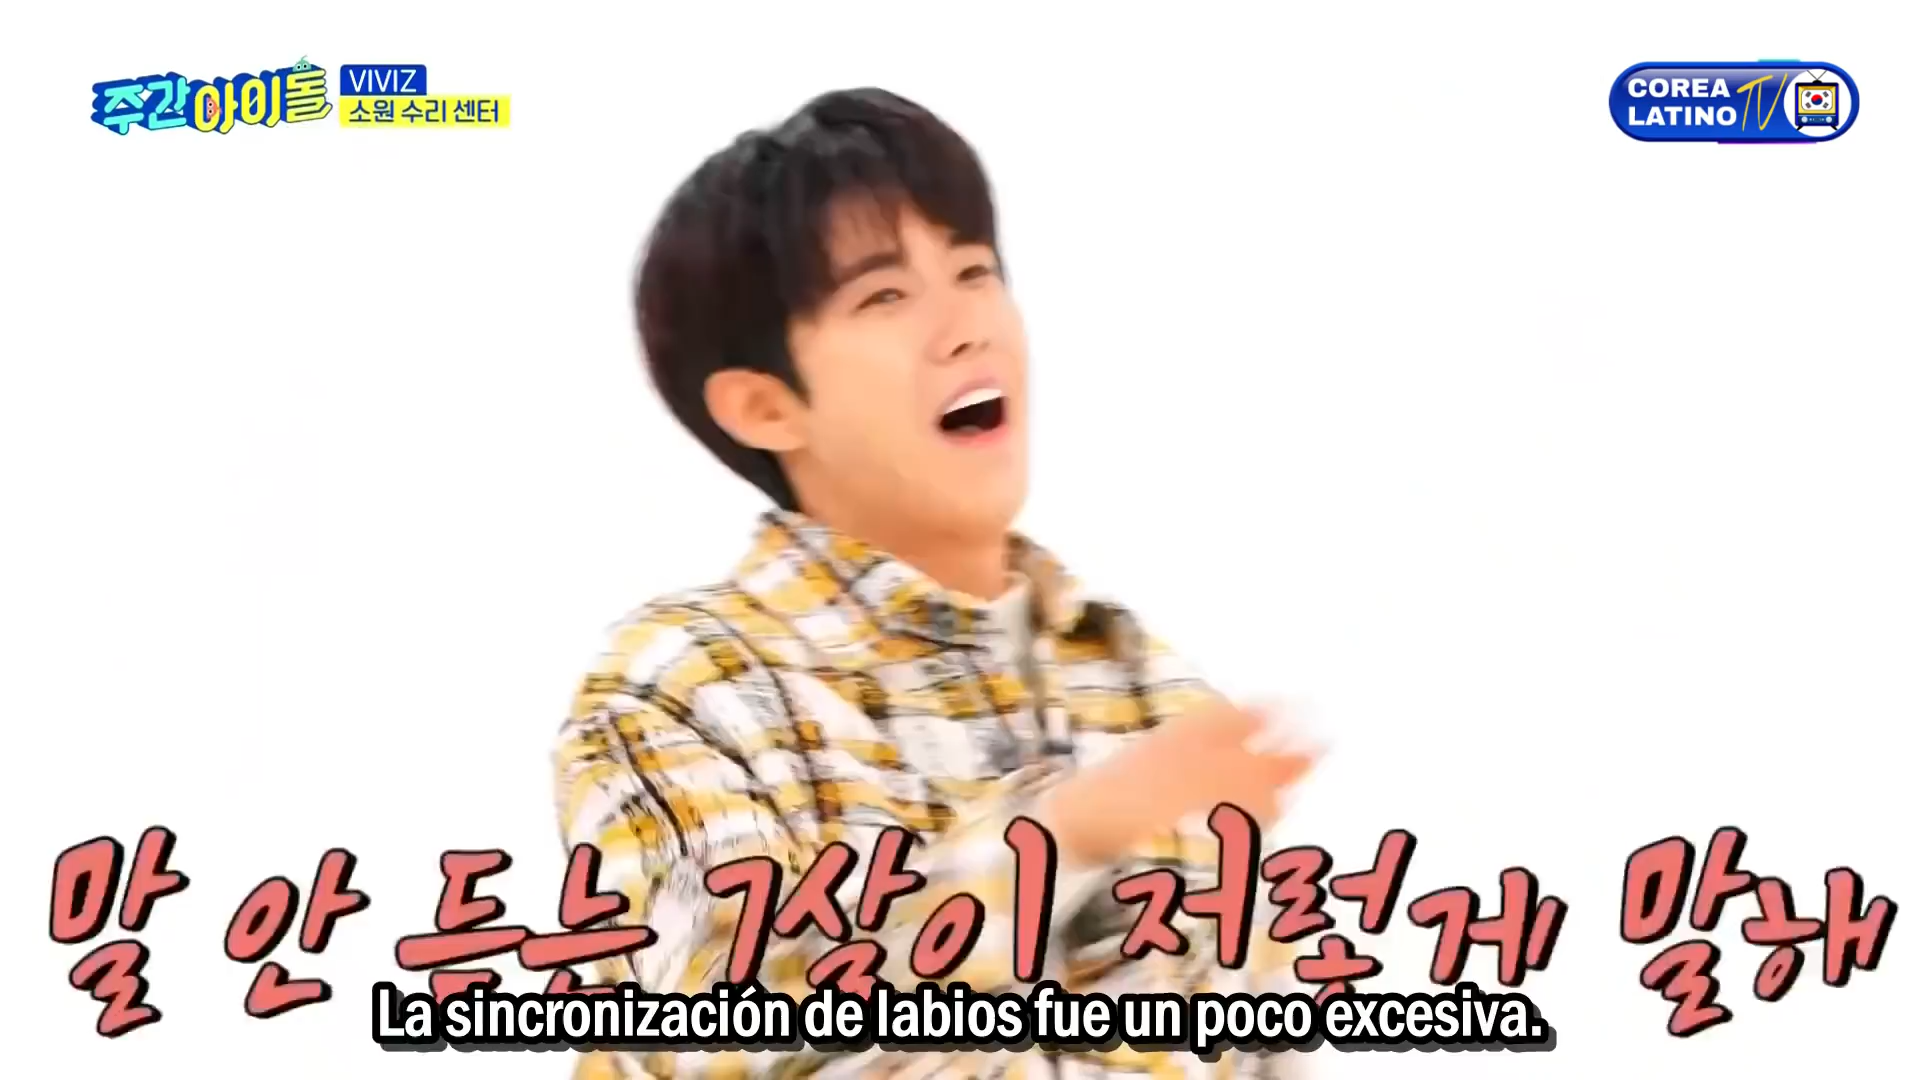 주간아이돌
VIVIZ
소원 수리 센터
COREA
LATINO TV
말 안 듣는 7살이 저렇게 말해
La sincronización de labios fue un poco excesiva.